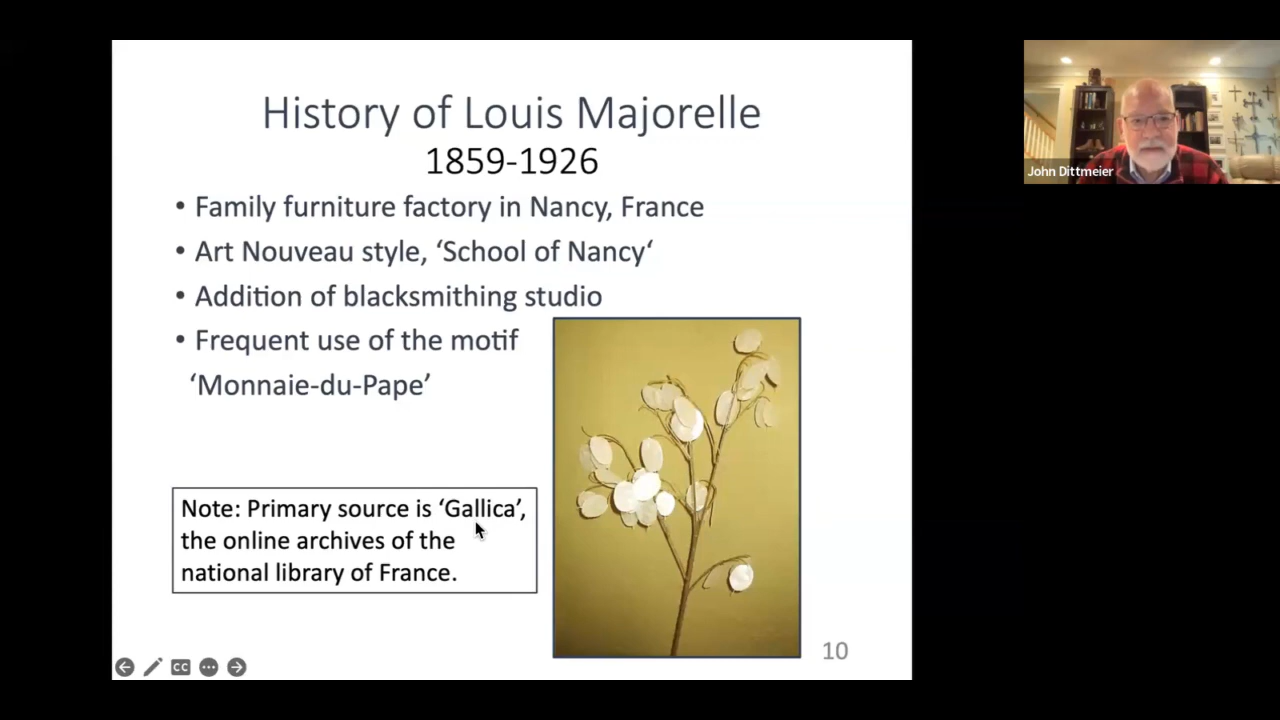 History of Louis Majorelle
1859-1926
• Family furniture factory in Nancy, France
• Art Nouveau style, ‘School of Nancy‘
• Addition of blacksmithing studio
• Frequent use of the motif
‘Monnaie-du-Pape’
Note: Primary source is ‘Gallica’,
the online archives of the
national library of France.
10
CC
John Dittmeier